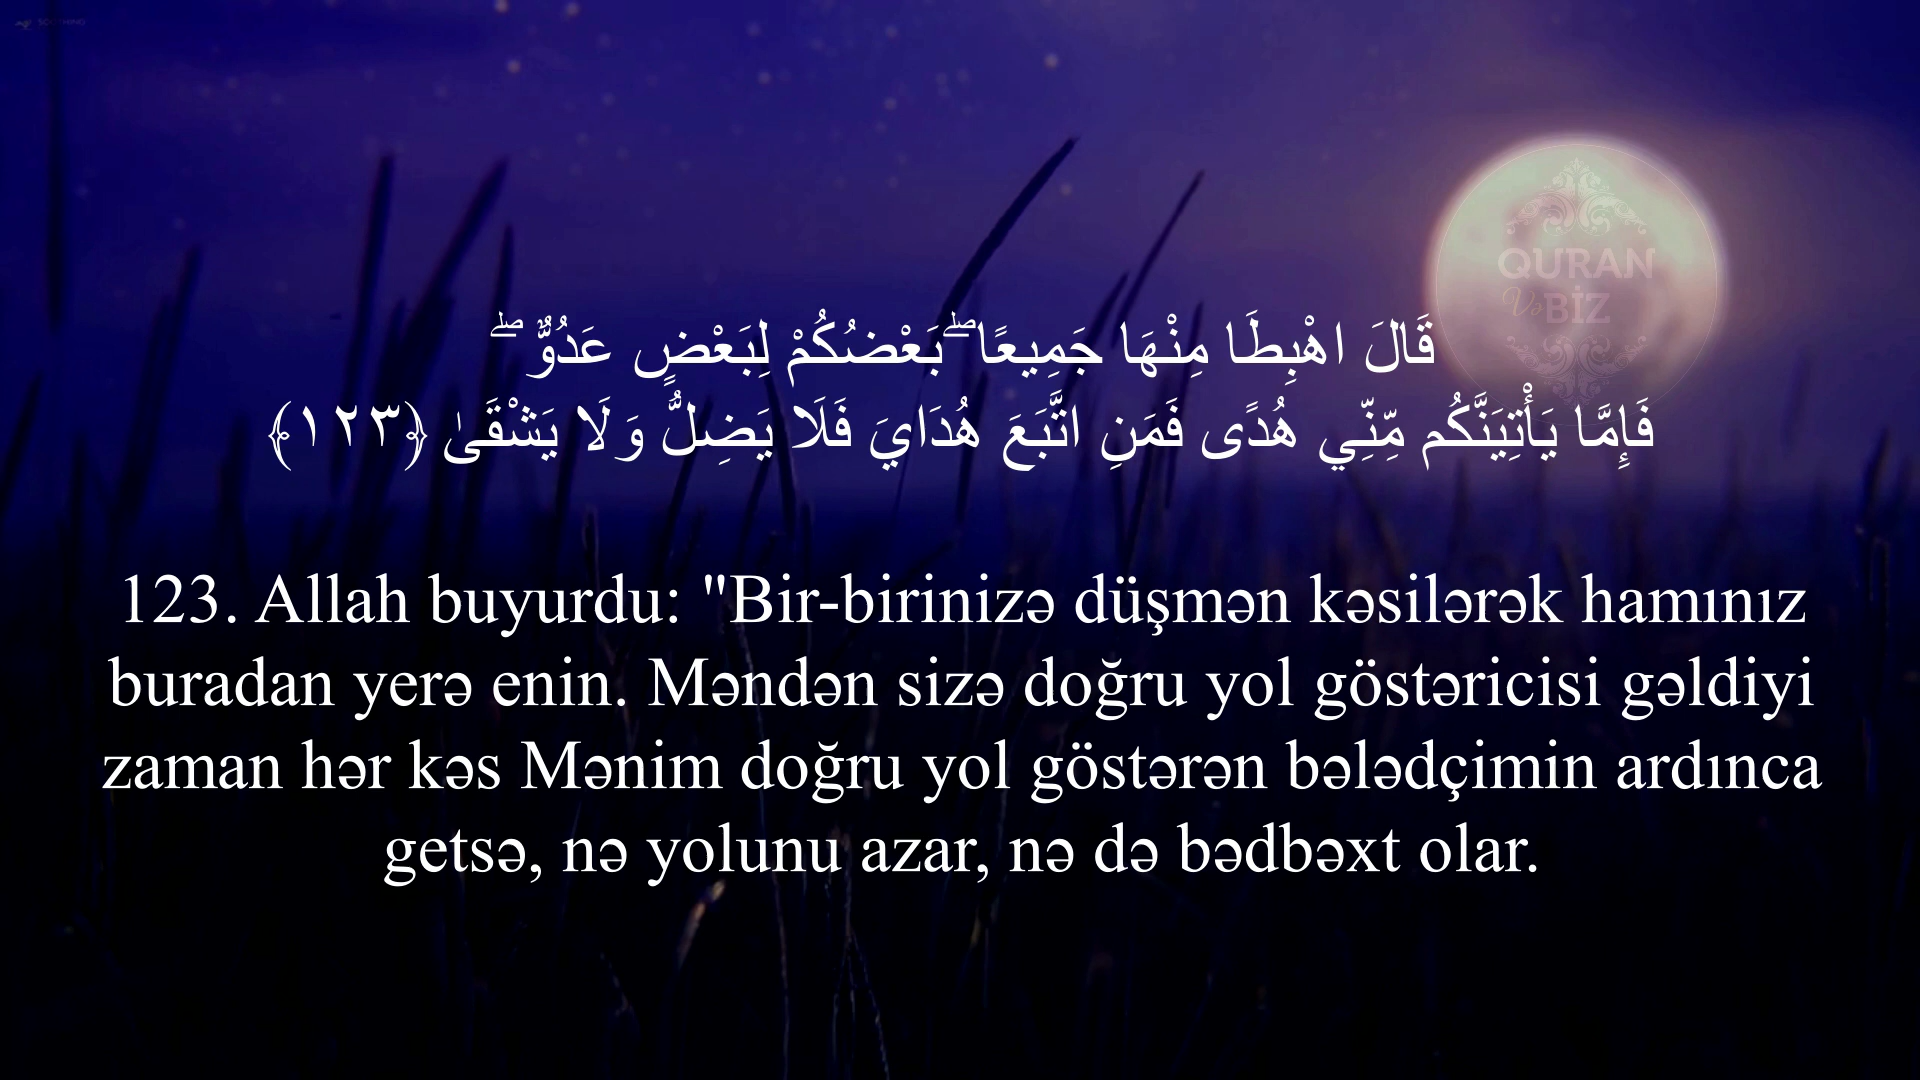 QURAN
Və BİZ
قَالَ اهْبِطَا مِنْهَا جَمِيعًا ۖ بَعْضُكُمْ لِبَعْضٍ عَدُوٌّ ۖ
فَإِمَّا يَأْتِيَنَّكُم مِّنِّي هُدًى فَمَنِ اتَّبَعَ هُدَايَ فَلَا يَضِلُّ وَلَا يَشْقَىٰ ﴿١٢٣﴾
123. Allah buyurdu: "Bir-birinizə düşmən kəsilərək hamınız
buradan yerə enin. Məndən sizə doğru yol göstəricisi gəldiyi
zaman hər kəs Mənim doğru yol göstərən bələdçimin ardınca
getsə, nə yolunu azar, nə də bədbəxt olar.